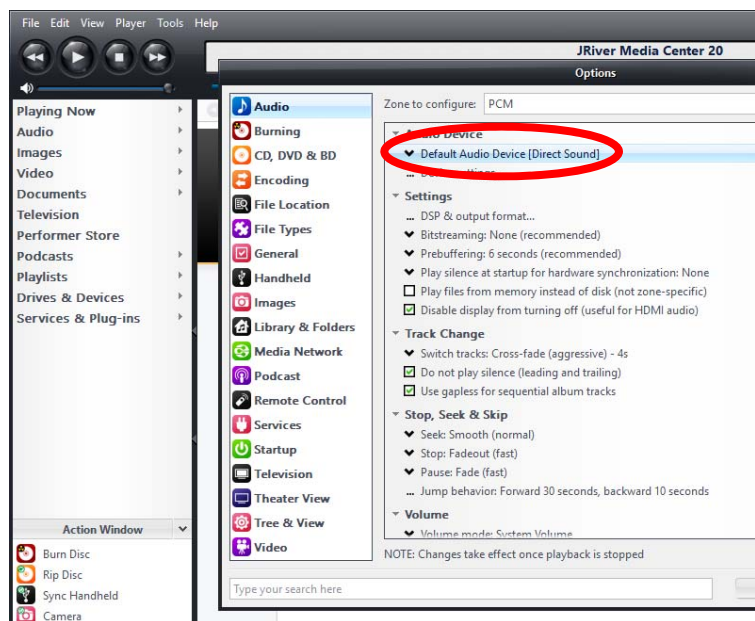 File Edit View Player Tools Help
JRiver Media Center 20
Options
Playing Now
Audio
Images
Video
Documents
Television
Performer Store
Podcasts
Playlists
Drives & Devices
Services & Plug-ins
Action Window
Burn Disc
Rip Disc
Sync Handheld
Camera
Audio
Burning
CD, DVD & BD
Encoding
File Location
File Types
General
Handheld
Images
Library & Folders
Media Network
Podcast
Remote Control
Services
Startup
Television
Theater View
Tree & View
Video
Zone to configure: PCM
Audio Device
Default Audio Device [Direct Sound]
Settings
... DSP & output format...
Bitstreaming: None (recommended)
Prebuffering: 6 seconds (recommended)
Play silence at startup for hardware synchronization: None
Play files from memory instead of disk (not zone-specific)
Disable display from turning off (useful for HDMI audio)
Track Change
Switch tracks: Cross-fade (aggressive) - 4s
Do not play silence (leading and trailing)
Use gapless for sequential album tracks
Stop, Seek & Skip
Seek: Smooth (normal)
Stop: Fadeout (fast)
Pause: Fade (fast)
... Jump behavior: Forward 30 seconds, backward 10 seconds
Volume
Volume mode: System Volume
NOTE: Changes take effect once playback is stopped
Type your search here